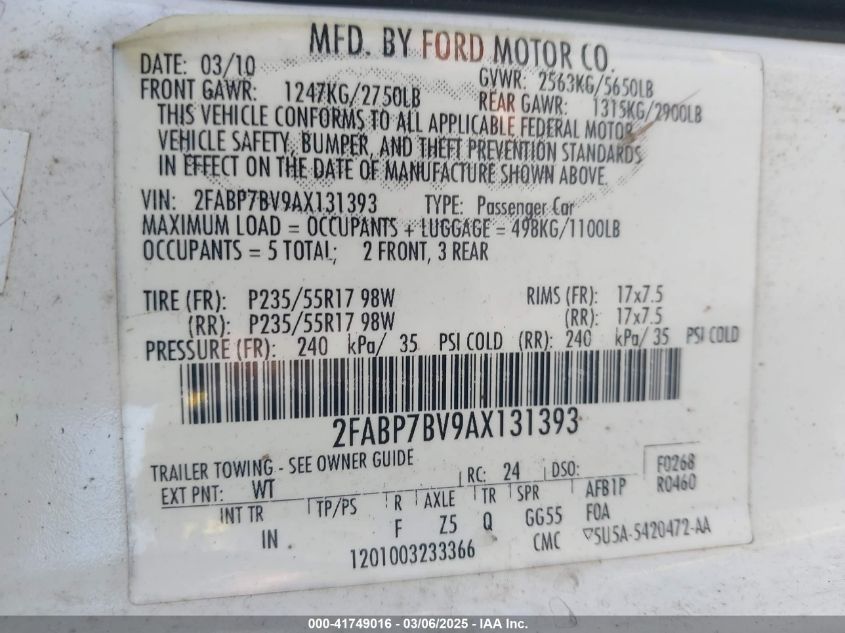 MFD. BY FORD MOTOR CO.
DATE: 03/10 GVWR: 2563KG/5650LB
FRONT GAWR: 1247KG/2750LB REAR GAWR: 1315KG/2900LB
THIS VEHICLE CONFORMS TO ALL APPLICABLE FEDERAL MOTOR
VEHICLE SAFETY, BUMPER, AND THEFT PREVENTION STANDARDS
IN EFFECT ON THE DATE OF MANUFACTURE SHOWN ABOVE
VIN: 2FABP7BV9AX131393 TYPE: Passenger Car
MAXIMUM LOAD = OCCUPANTS + LUGGAGE = 498KG/1100LB
OCCUPANTS = 5 TOTAL; 2 FRONT, 3 REAR
TIRE (FR): P235/55R17 98W RIMS (FR): 17x7.5
(RR): P235/55R17 98W (RR): 17x7.5
PRESSURE (FR): 240 kPa/ 35 PSI COLD (RR): 240 kPa/ 35 PSI COLD
2FABP7BV9AX131393
TRAILER TOWING - SEE OWNER GUIDE
EXT PNT: WT RC: 24 DSO: F0268
R0460
INT TR TP/PS R AXLE TR SPR AFB1P
IN F Z5 Q GG55 FOA
1201003233366 CMC ▽5U5A-5420472-AA
000-41749016 - 03/06/2025 - IAA Inc.